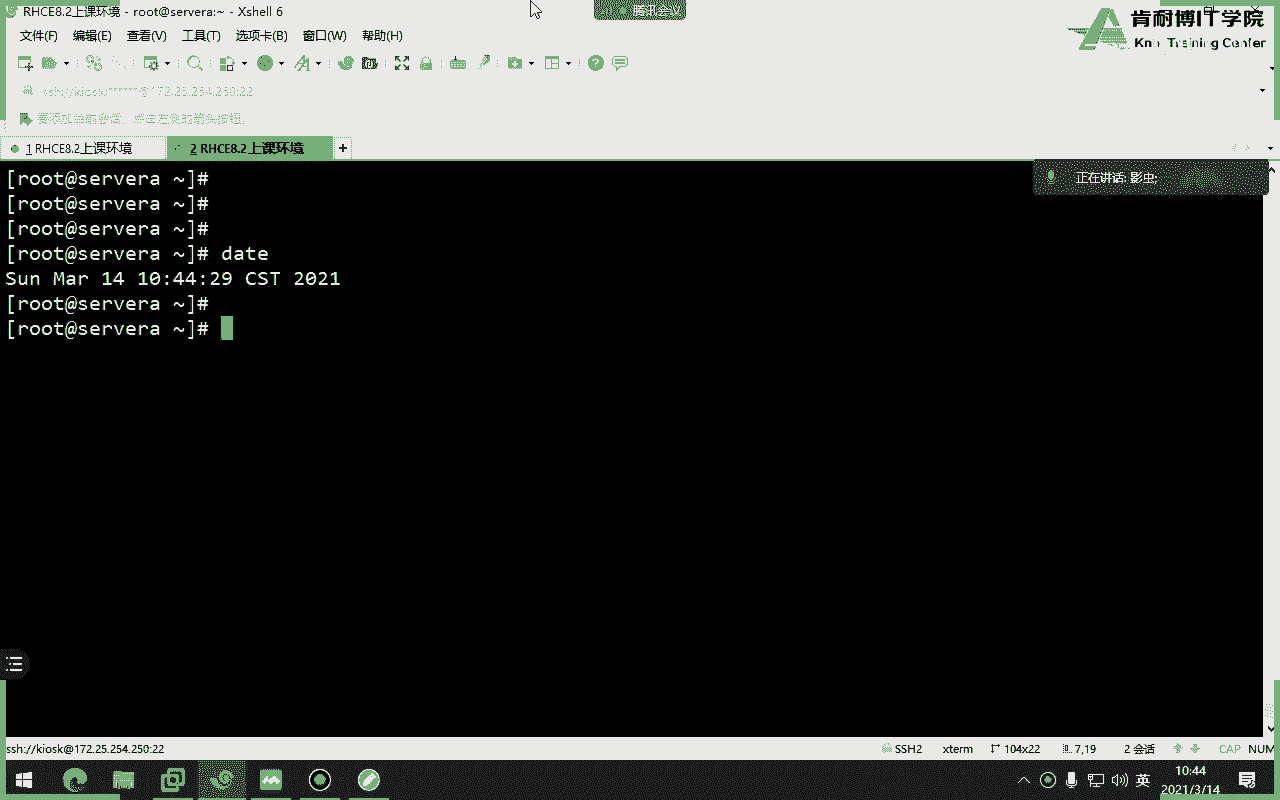 RHCE8.2上课环境 - root@servera:~ - Xshell 6
腾讯会议
肯耐博IT学院
Training Center
文件(F) 编辑(E) 查看(V) 工具(T) 选项卡(B) 窗口(W) 帮助(H)
ssh://kiosk:******@172.25.254.250:22
要添加当前会话，点击左侧的箭头按钮。
1 RHCE8.2上课环境 2 RHCE8.2上课环境 +
正在讲话: 影虫;
[root@servera ~]#
[root@servera ~]#
[root@servera ~]#
[root@servera ~]# date
Sun Mar 14 10:44:29 CST 2021
[root@servera ~]#
[root@servera ~]#
ssh://kiosk@172.25.254.250:22 SSH2 xterm 104x22 7,19 2 会话 CAP NUM
英 10:44
2021/3/14